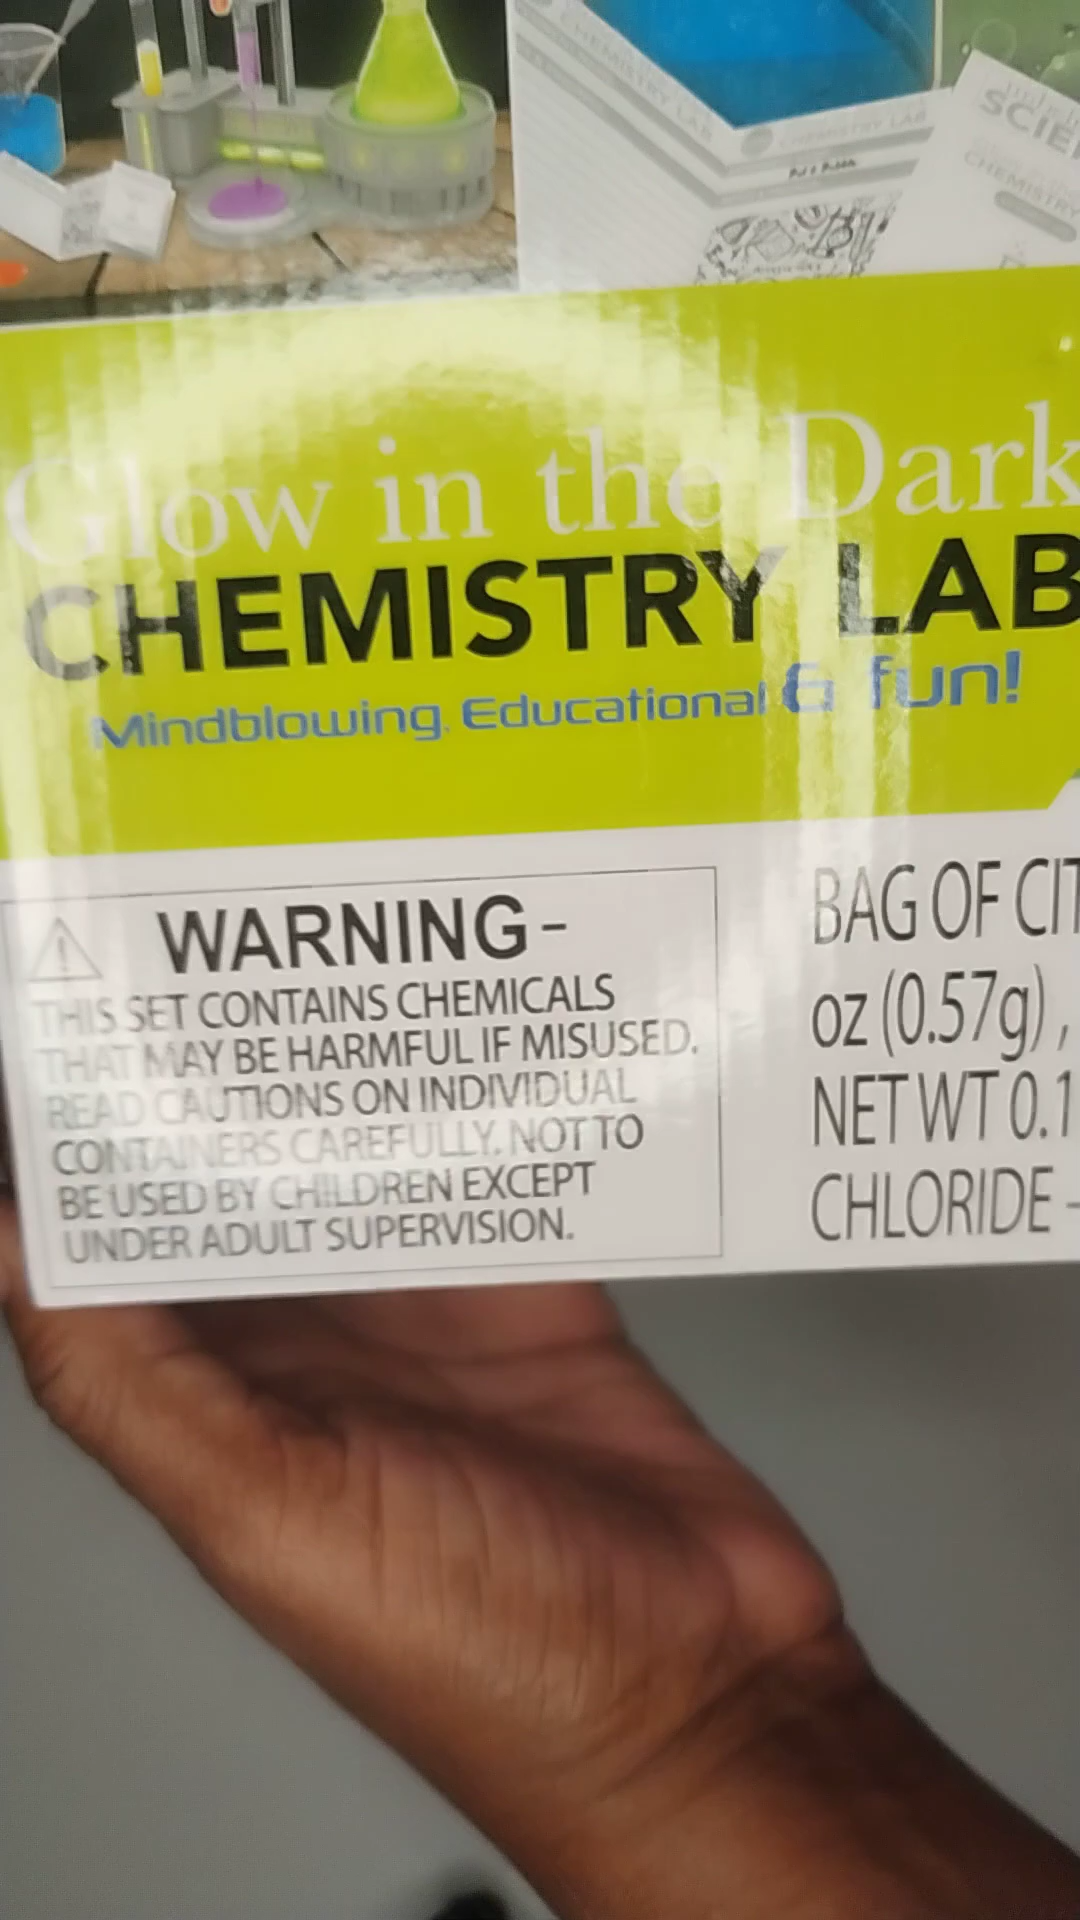 CHEMISTRY LAB
CHEMISTRY LAB
CHEMISTRY
Glow in the Dark
CHEMISTRY LAB
Mindblowing, Educational & fun!
WARNING -
THIS SET CONTAINS CHEMICALS
THAT MAY BE HARMFUL IF MISUSED.
READ CAUTIONS ON INDIVIDUAL
CONTAINERS CAREFULLY. NOT TO
BE USED BY CHILDREN EXCEPT
UNDER ADULT SUPERVISION.
BAG OF CIT
oz (0.57g),
NET WT 0.1
CHLORIDE -